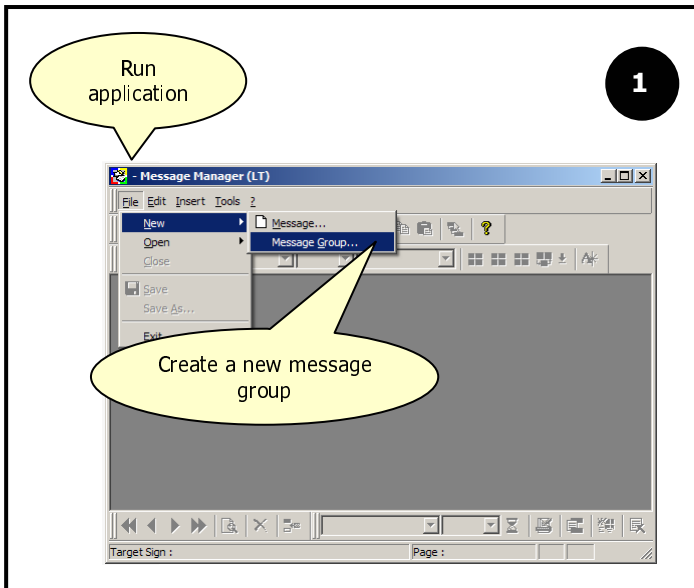 Run
application
1
- Message Manager (LT)
File Edit Insert Tools ?
New
Message...
Open
Message Group...
Close
Save
Save As...
Exit
Create a new message
group
Target Sign :
Page :